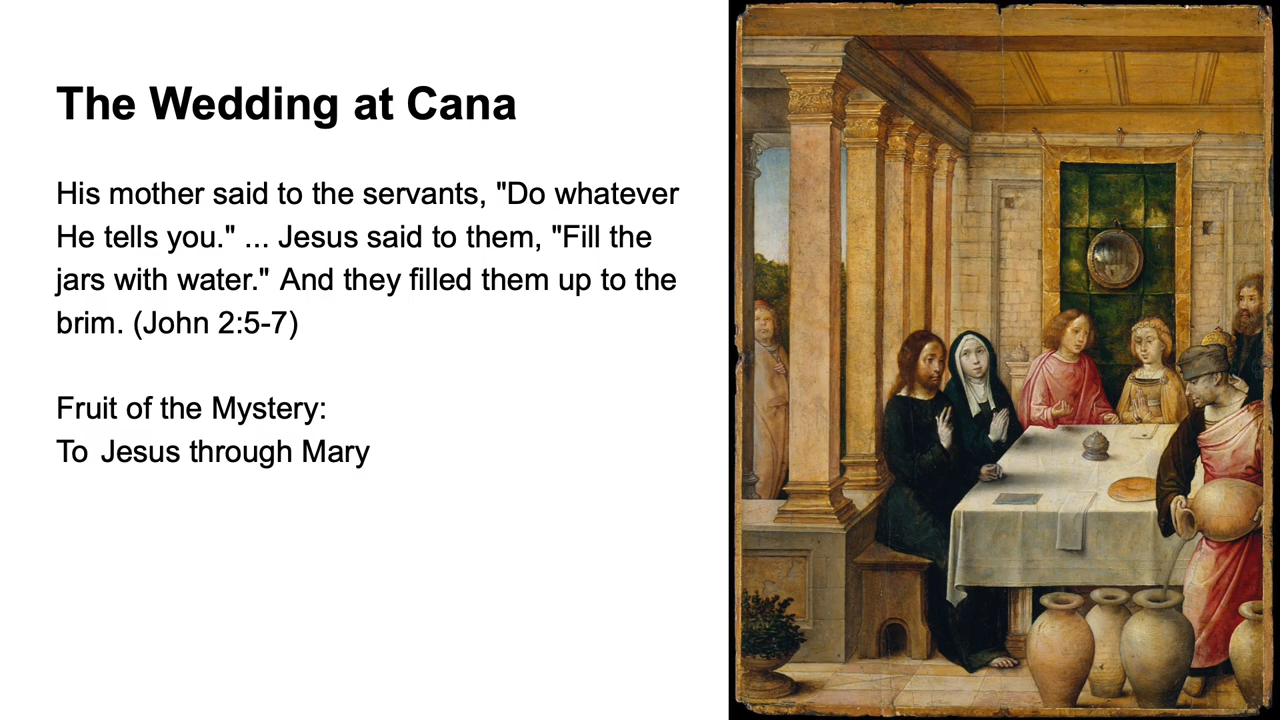 The Wedding at Cana
His mother said to the servants, "Do whatever
He tells you." ... Jesus said to them, "Fill the
jars with water." And they filled them up to the
brim. (John 2:5-7)
Fruit of the Mystery:
To Jesus through Mary